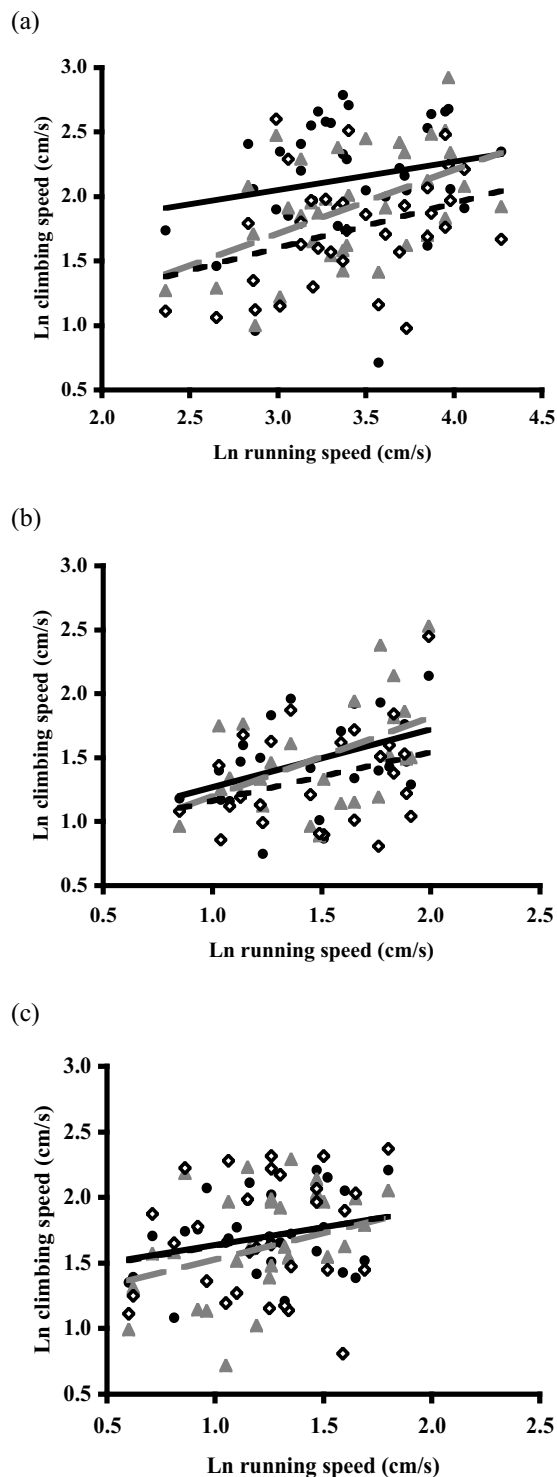 (a)
3.0
2.5
2.0
1.5
1.0
0.5
Ln climbing speed (cm/s)
2.0 2.5 3.0 3.5 4.0 4.5
Ln running speed (cm/s)
(b)
3.0
2.5
2.0
1.5
1.0
0.5
Ln climbing speed (cm/s)
0.5 1.0 1.5 2.0 2.5
Ln running speed (cm/s)
(c)
3.0
2.5
2.0
1.5
1.0
0.5
Ln climbing speed (cm/s)
0.5 1.0 1.5 2.0 2.5
Ln running speed (cm/s)